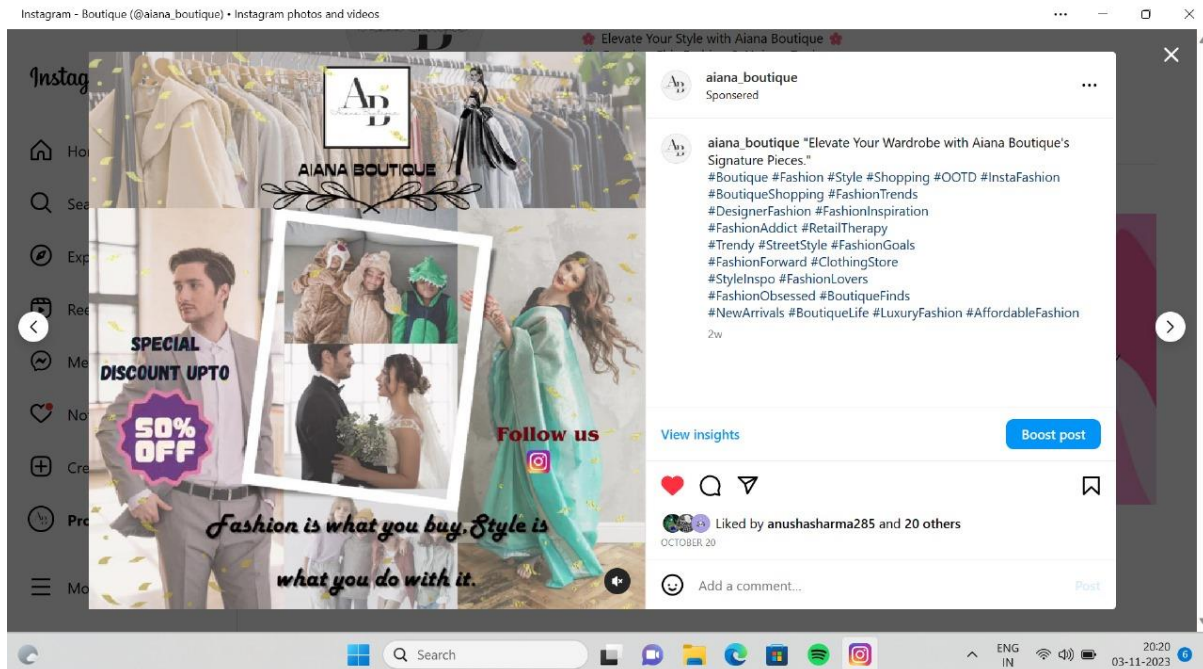 Instagram - Boutique (@aiana_boutique) • Instagram photos and videos
🌸 Elevate Your Style with Aiana Boutique 🌸
Instag
Ho
Sea
Exp
Ree
Me
No
Cre
Pro
Mo
AB
AIANA BOUTIQUE
SPECIAL
DISCOUNT UPTO
50%
OFF
Follow us
Fashion is what you buy,Style is
what you do with it.
aiana_boutique
Sponsered
aiana_boutique "Elevate Your Wardrobe with Aiana Boutique's
Signature Pieces."
#Boutique #Fashion #Style #Shopping #OOTD #InstaFashion
#BoutiqueShopping #FashionTrends
#DesignerFashion #FashionInspiration
#FashionAddict #RetailTherapy
#Trendy #StreetStyle #FashionGoals
#FashionForward #ClothingStore
#StyleInspo #FashionLovers
#FashionObsessed #BoutiqueFinds
#NewArrivals #BoutiqueLife #LuxuryFashion #AffordableFashion
2w
View insights
Boost post
Liked by anushasharma285 and 20 others
OCTOBER 20
Add a comment...
Post
Search
ENG
IN
20:20
03-11-2023
6